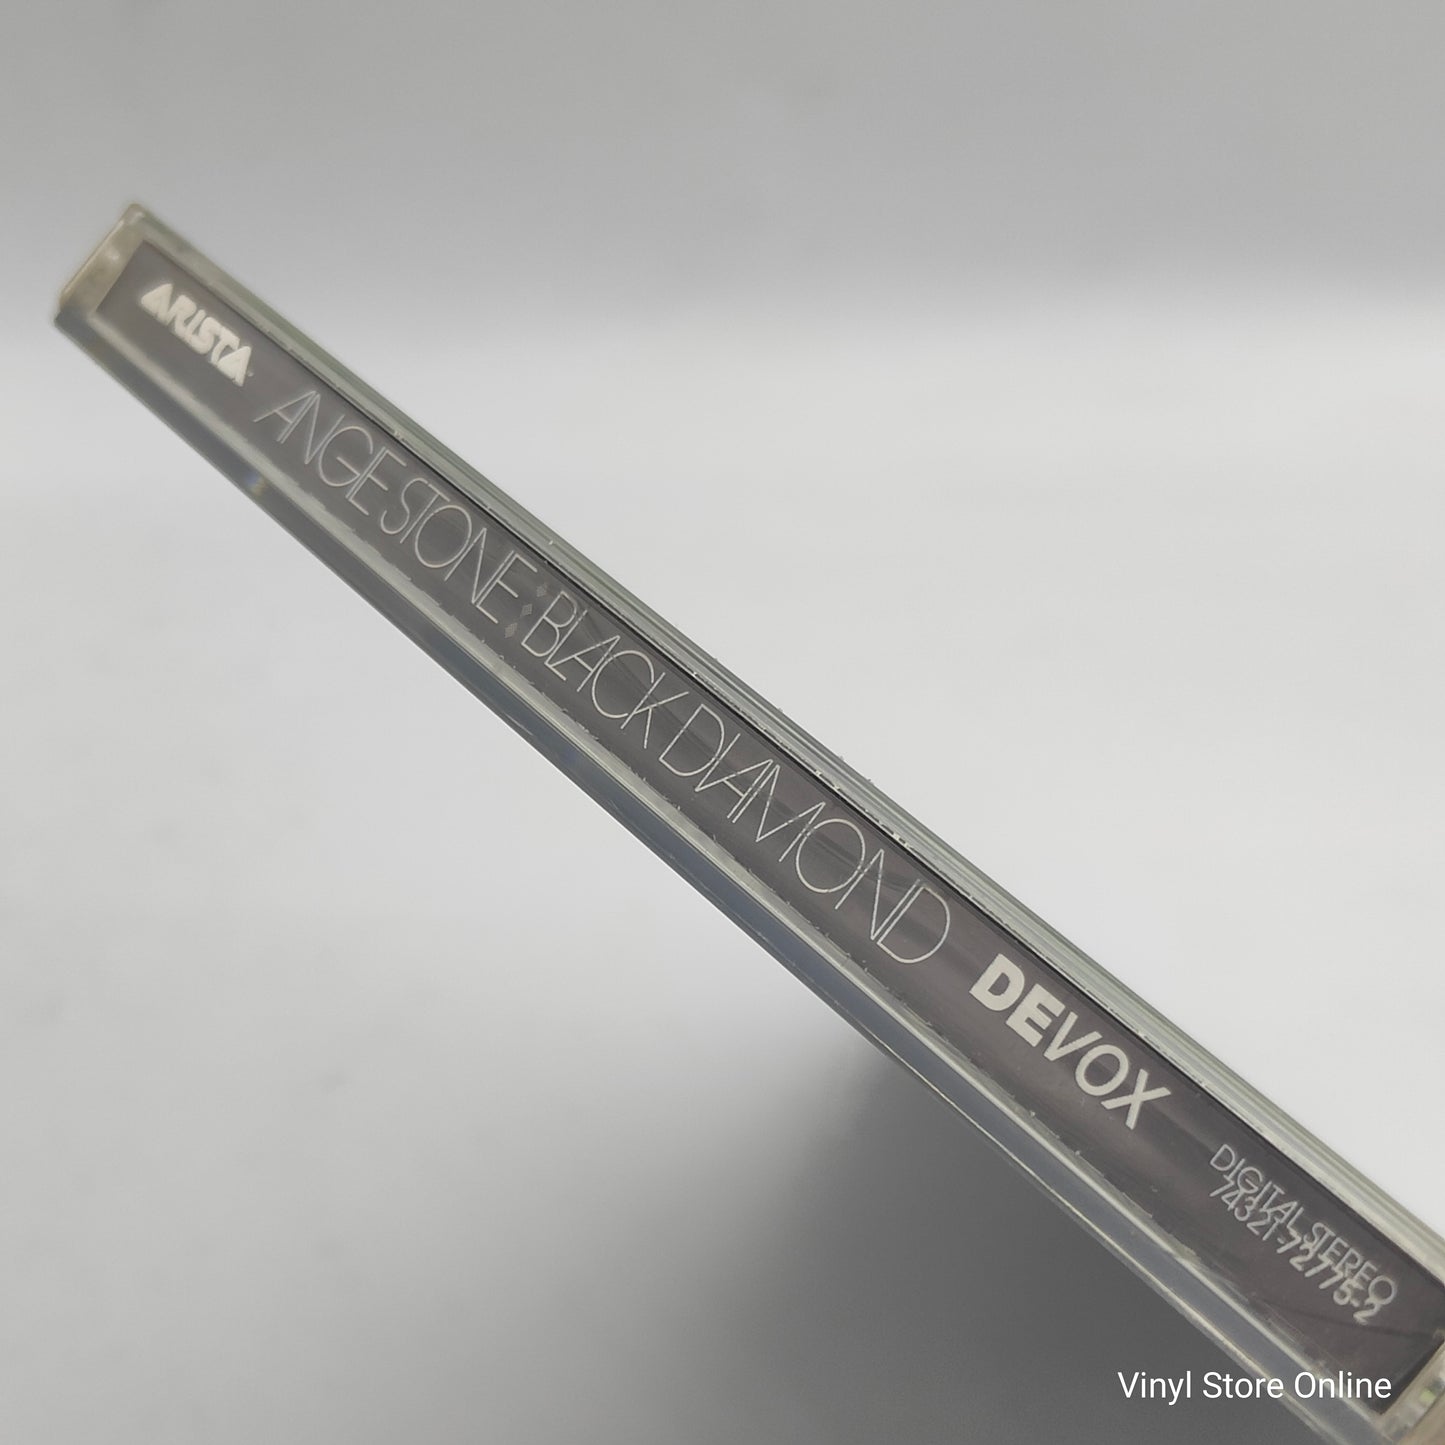 ARISTA ANGIE STONE : BLACK DIAMOND DEVOX
DIGITAL STEREO
74321-72775-2
Vinyl Store Online